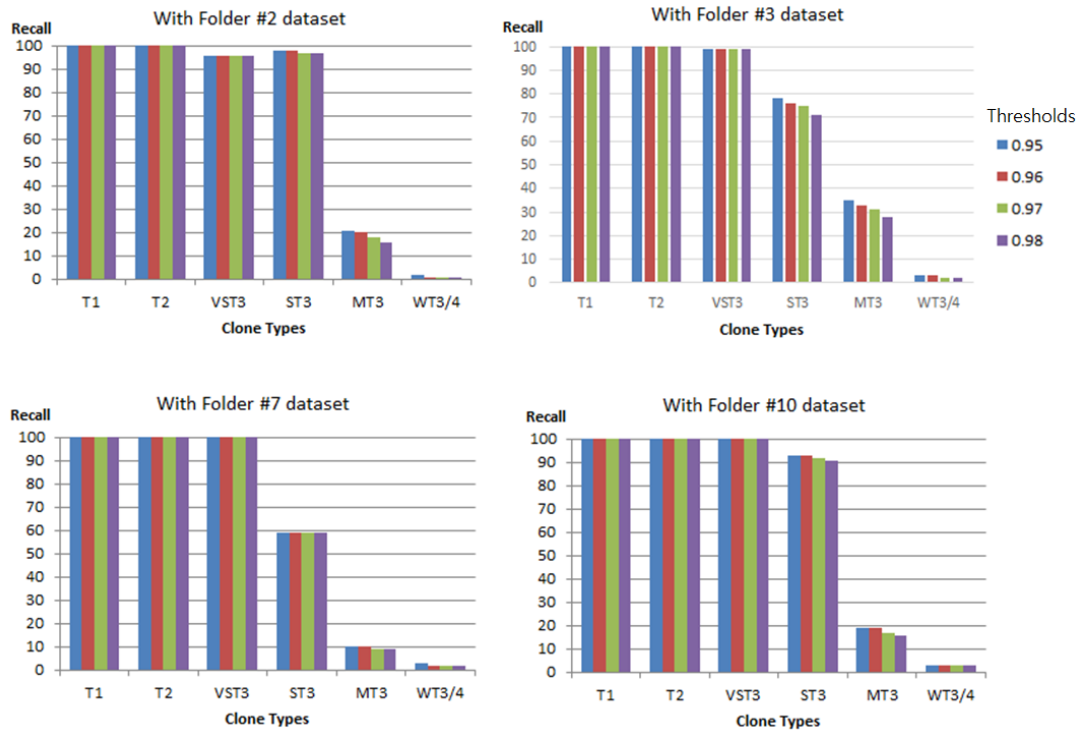 With Folder #2 dataset
Recall
100
90
80
70
60
50
40
30
20
10
0
T1 T2 VST3 ST3 MT3 WT3/4
Clone Types
With Folder #3 dataset
Recall
100
90
80
70
60
50
40
30
20
10
0
T1 T2 VST3 ST3 MT3 WT3/4
Clone Types
Thresholds
0.95
0.96
0.97
0.98
With Folder #7 dataset
Recall
100
90
80
70
60
50
40
30
20
10
0
T1 T2 VST3 ST3 MT3 WT3/4
Clone Types
With Folder #10 dataset
Recall
100
90
80
70
60
50
40
30
20
10
0
T1 T2 VST3 ST3 MT3 WT3/4
Clone Types